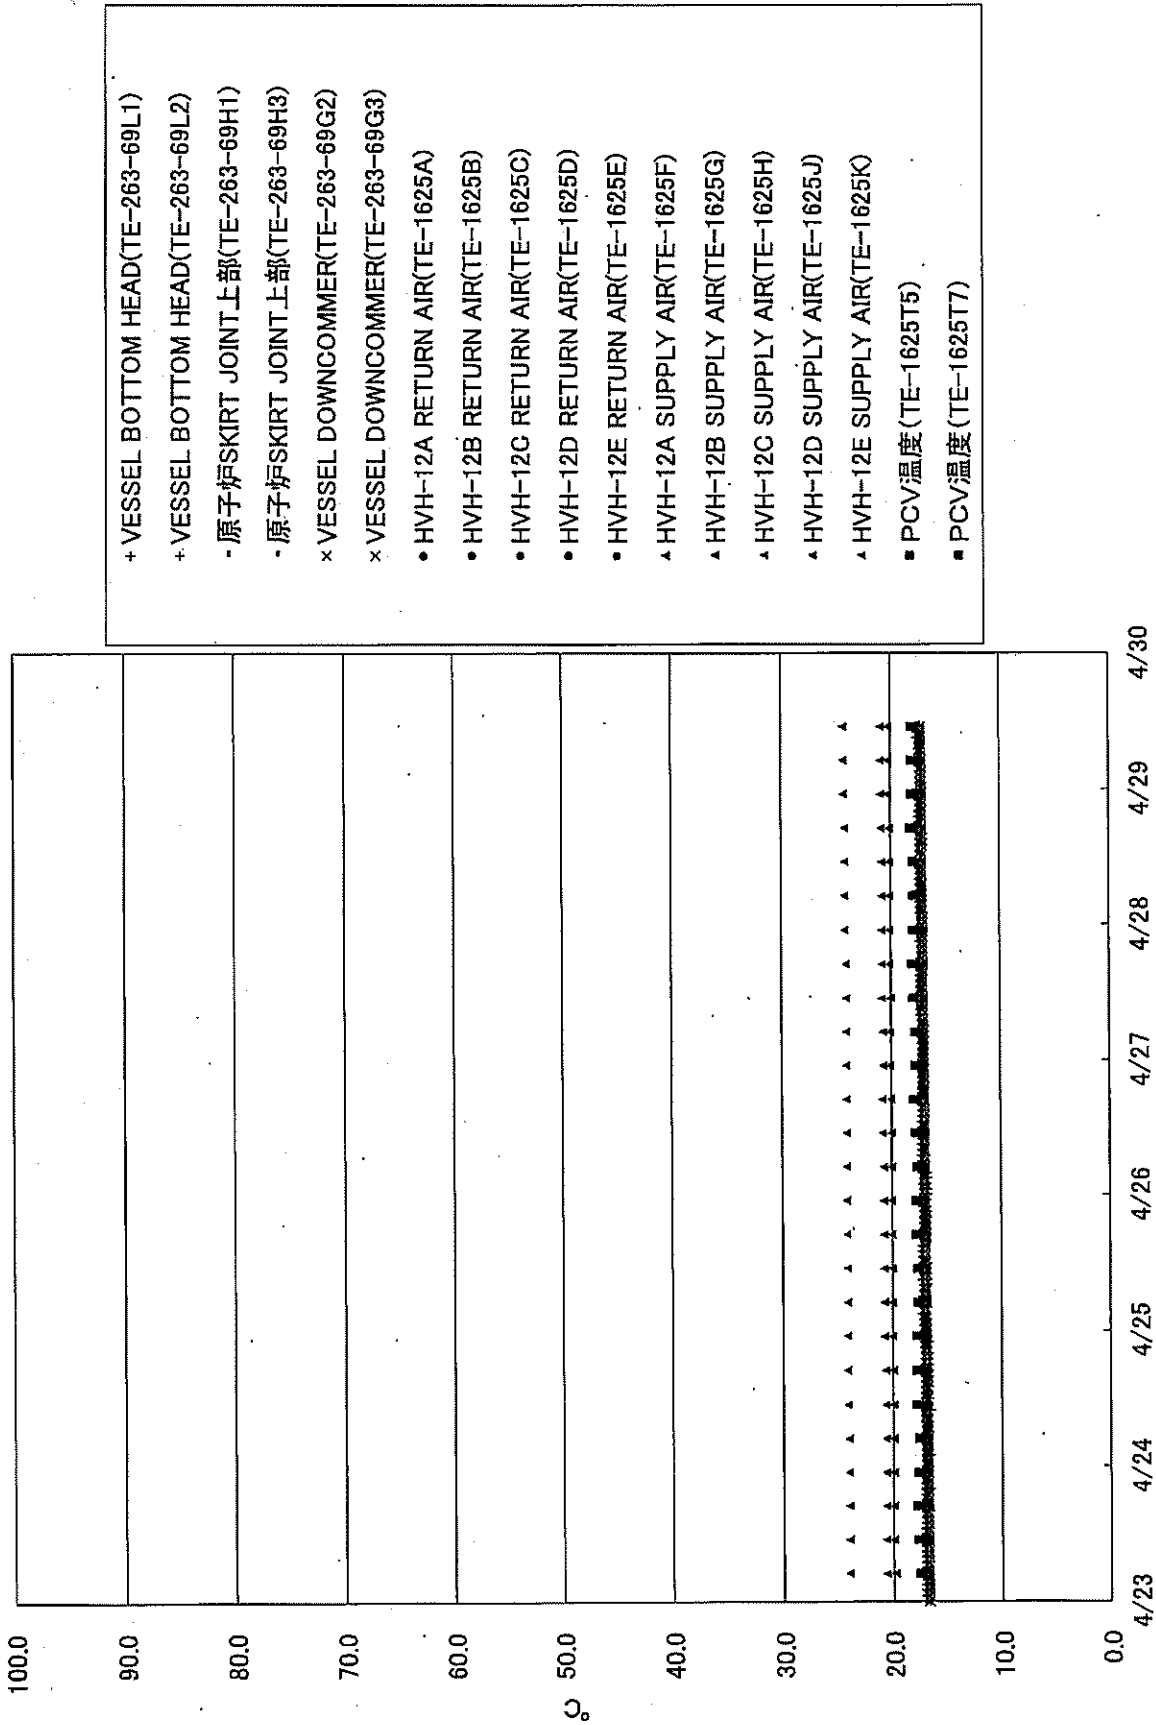 100.0
90.0
80.0
70.0
60.0
50.0
40.0
30.0
20.0
10.0
0.0
℃
4/23
4/24
4/25
4/26
4/27
4/28
4/29
4/30
+ VESSEL BOTTOM HEAD(TE-263-69L1)
+ VESSEL BOTTOM HEAD(TE-263-69L2)
- 原子炉SKIRT JOINT上部(TE-263-69H1)
- 原子炉SKIRT JOINT上部(TE-263-69H3)
× VESSEL DOWNCOMMER(TE-263-69G2)
× VESSEL DOWNCOMMER(TE-263-69G3)
● HVH-12A RETURN AIR(TE-1625A)
● HVH-12B RETURN AIR(TE-1625B)
● HVH-12C RETURN AIR(TE-1625C)
● HVH-12D RETURN AIR(TE-1625D)
● HVH-12E RETURN AIR(TE-1625E)
▲ HVH-12A SUPPLY AIR(TE-1625F)
▲ HVH-12B SUPPLY AIR(TE-1625G)
▲ HVH-12C SUPPLY AIR(TE-1625H)
▲ HVH-12D SUPPLY AIR(TE-1625J)
▲ HVH-12E SUPPLY AIR(TE-1625K)
■ PCV温度(TE-1625T5)
■ PCV温度(TE-1625T7)